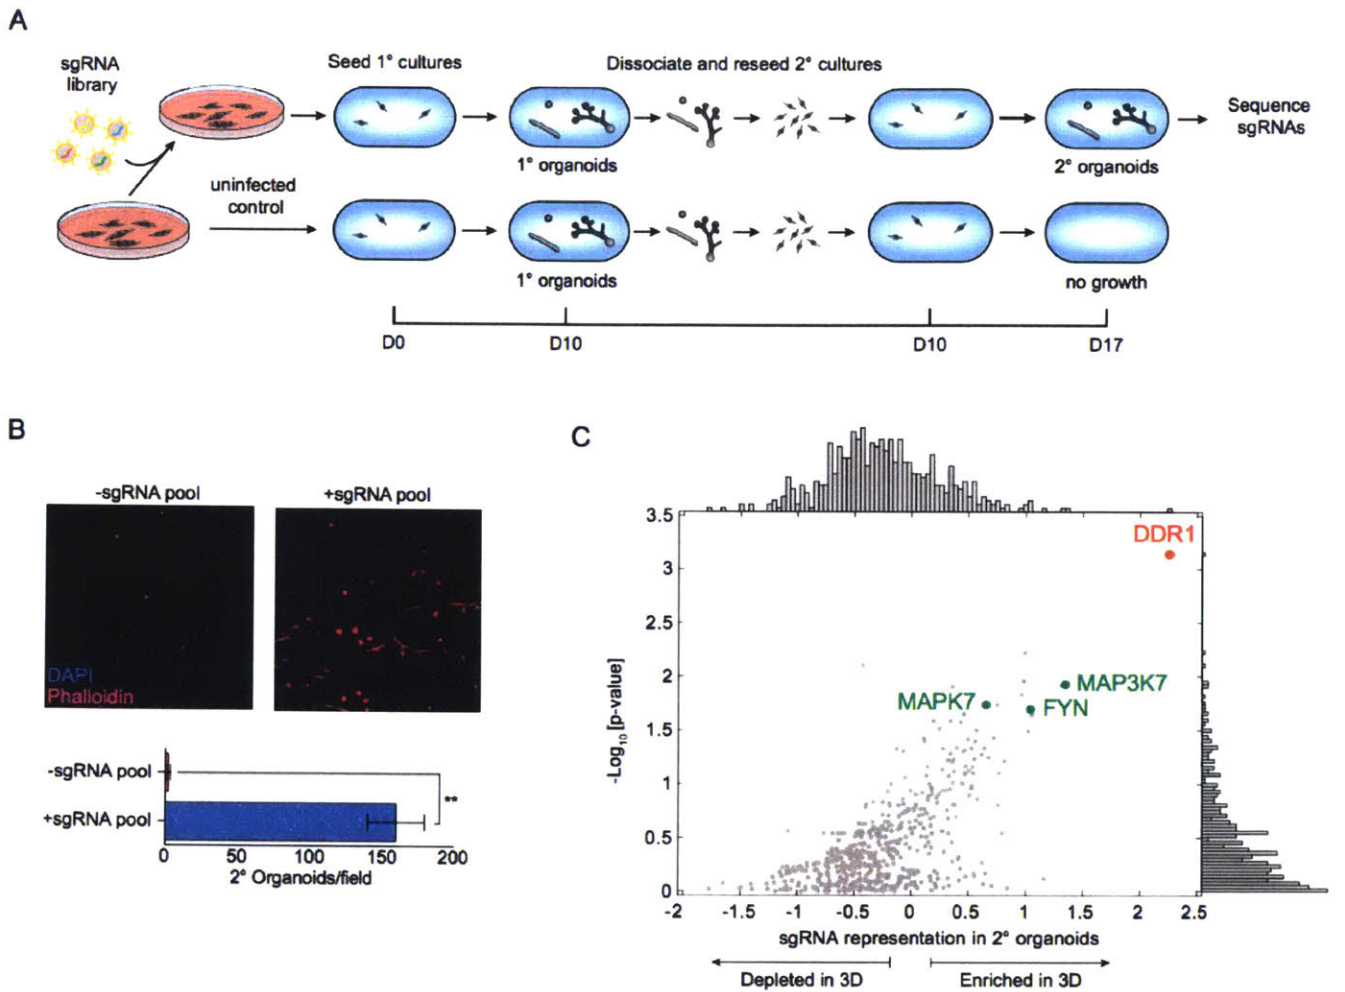 A
sgRNA
library
Seed 1° cultures
Dissociate and reseed 2° cultures
Sequence
sgRNAs
1° organoids
2° organoids
uninfected
control
1° organoids
no growth
D0
D10
D10
D17
B
-sgRNA pool
+sgRNA pool
DAPI
Phalloidin
-sgRNA pool
+sgRNA pool
**
0
50
100
150
200
2° Organoids/field
C
3.5
3
2.5
2
1.5
1
0.5
0
-Log10 [p-value]
DDR1
MAP3K7
MAPK7
FYN
-2
-1.5
-1
-0.5
0
0.5
1
1.5
2
2.5
sgRNA representation in 2° organoids
Depleted in 3D
Enriched in 3D